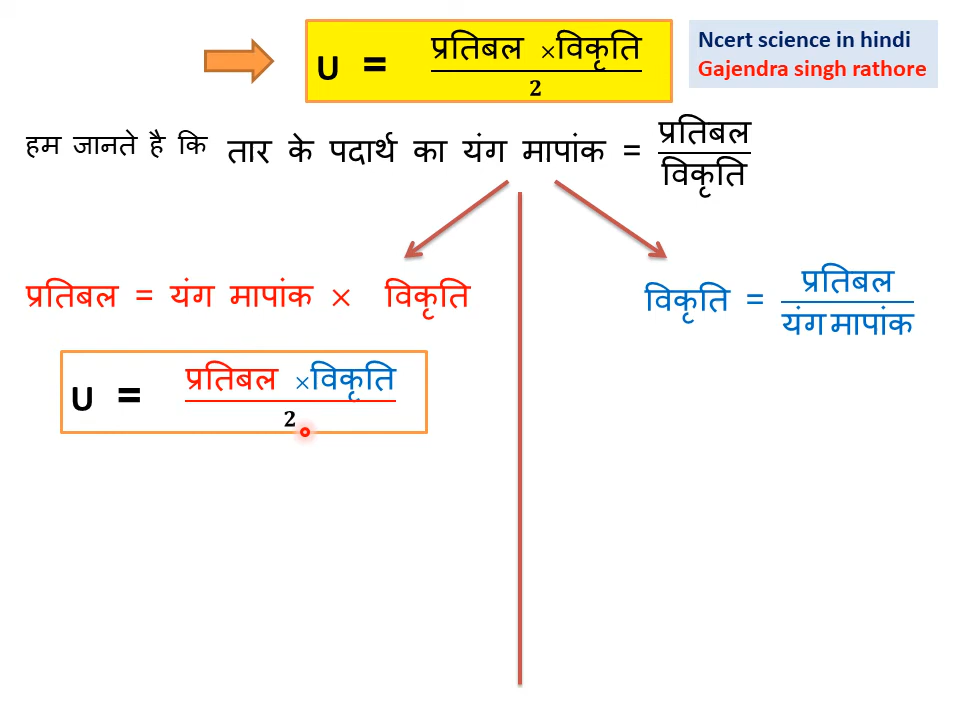 U = प्रतिबल ×विकृति / 2
Ncert science in hindi
Gajendra singh rathore
हम जानते है कि तार के पदार्थ का यंग मापांक = प्रतिबल / विकृति
प्रतिबल = यंग मापांक × विकृति
विकृति = प्रतिबल / यंग मापांक
U = प्रतिबल ×विकृति / 2